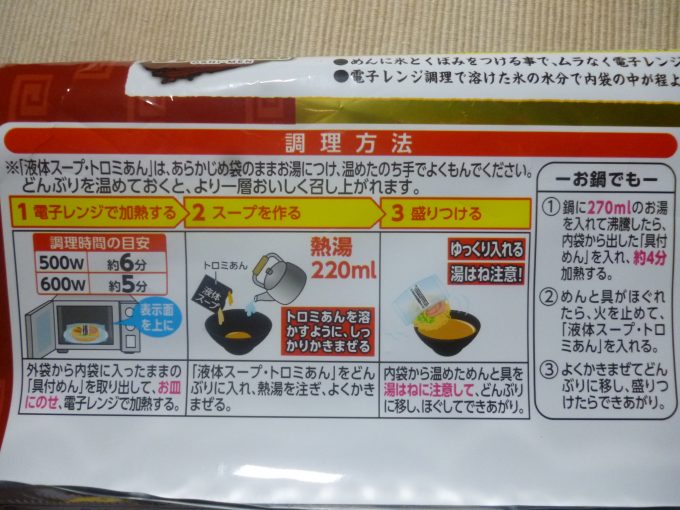 ●めんに氷とくぼみをつける事で、ムラなく電子レンジ
●電子レンジ調理で溶けた氷の水分で内袋の中が程よ
調理方法
※「液体スープ・トロミあん」は、あらかじめ袋のままお湯につけ、温めたのち手でよくもんでください。
どんぶりを温めておくと、より一層おいしく召し上がれます。
1 電子レンジで加熱する
調理時間の目安
500W 約6分
600W 約5分
表示面
を上に
外袋から内袋に入ったままの
「具付めん」を取り出して、お皿
にのせ、電子レンジで加熱する。
2 スープを作る
トロミあん
液体
スープ
熱湯
220ml
トロミあんを溶
かすように、しっ
かりかきまぜる
「液体スープ・トロミあん」をどん
ぶりに入れ、熱湯を注ぎ、よくかき
まぜる。
3 盛りつける
ゆっくり入れる
湯はね注意!
内袋から温めためんと具を
湯はねに注意して、どんぶり
に移し、ほぐしてできあがり。
ーお鍋でもー
① 鍋に270mlのお湯
を入れて沸騰したら、
内袋から出した「具付
めん」を入れ、約4分
加熱する。
② めんと具がほぐれ
たら、火を止めて、
「液体スープ・トロ
ミあん」を入れる。
③ よくかきまぜてどん
ぶりに移し、盛りつ
けたらできあがり。